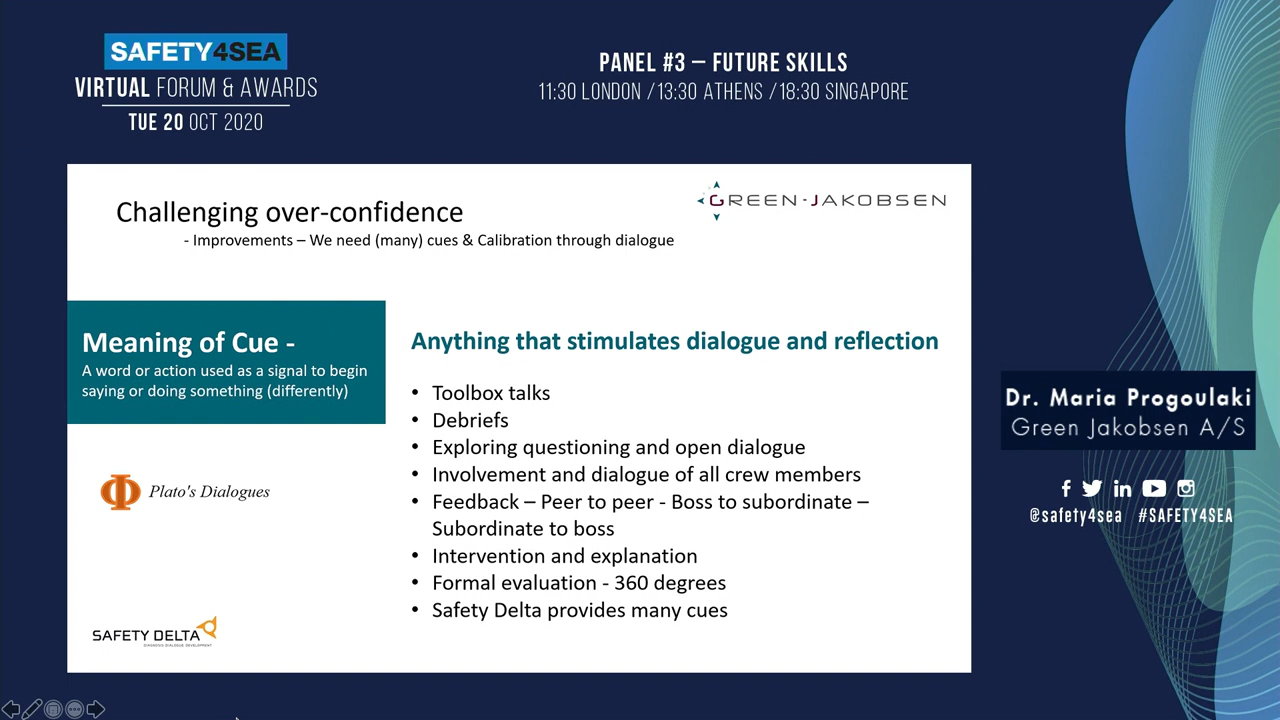 SAFETY4SEA
VIRTUAL FORUM & AWARDS
TUE 20 OCT 2020
PANEL #3 – FUTURE SKILLS
11:30 LONDON / 13:30 ATHENS / 18:30 SINGAPORE
Challenging over-confidence
- Improvements – We need (many) cues & Calibration through dialogue
GREEN-JAKOBSEN
Meaning of Cue -
A word or action used as a signal to begin
saying or doing something (differently)
Plato's Dialogues
SAFETY DELTA
DIAGNOSIS DIALOGUE DEVELOPMENT
Anything that stimulates dialogue and reflection
• Toolbox talks
• Debriefs
• Exploring questioning and open dialogue
• Involvement and dialogue of all crew members
• Feedback – Peer to peer - Boss to subordinate –
Subordinate to boss
• Intervention and explanation
• Formal evaluation - 360 degrees
• Safety Delta provides many cues
Dr. Maria Progoulaki
Green Jakobsen A/S
@safety4sea #SAFETY4SEA